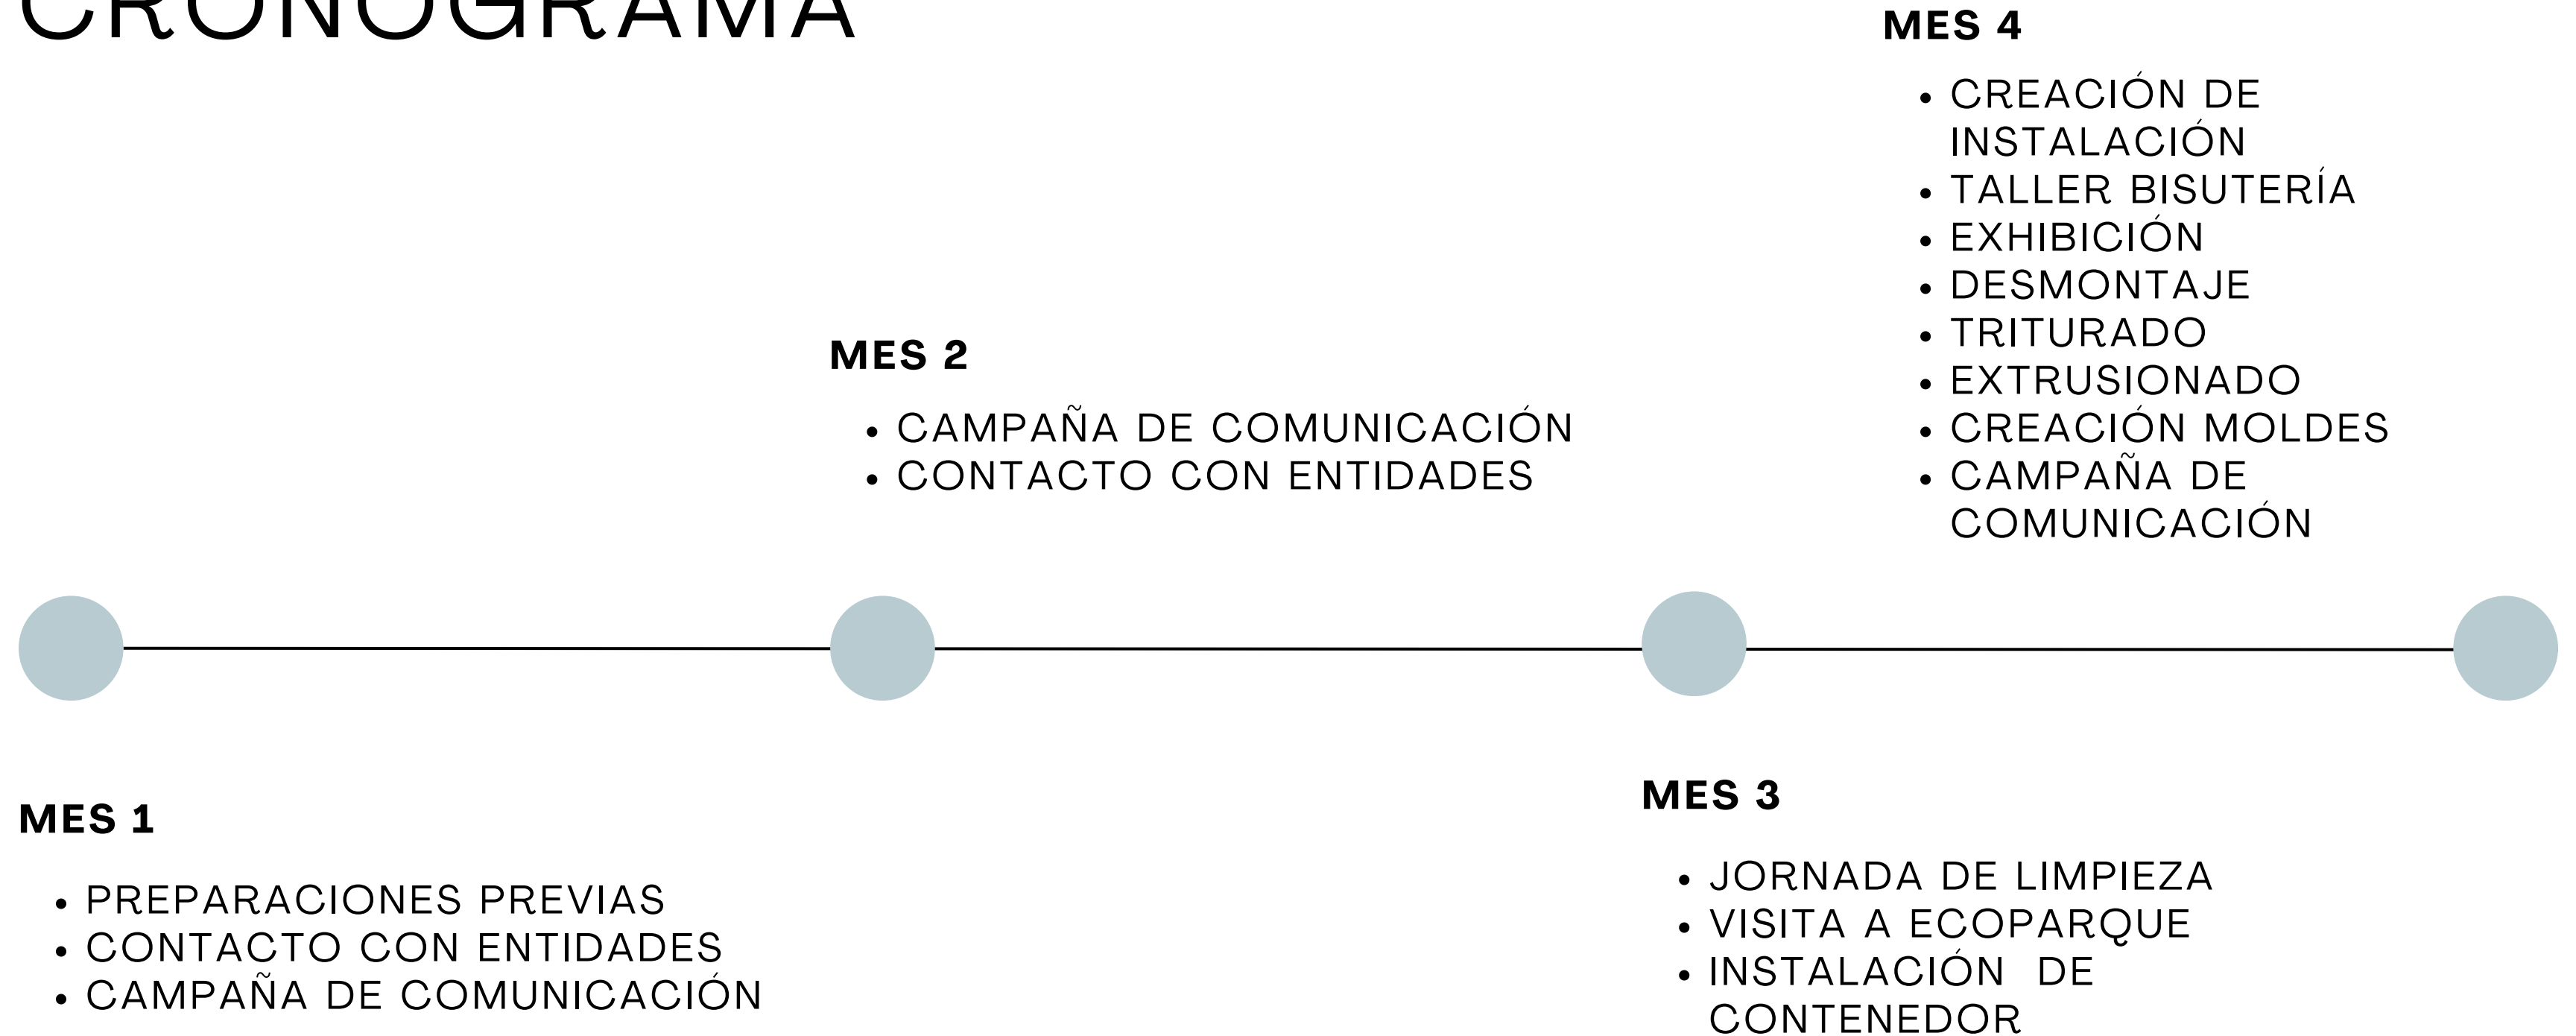 CRONOGRAMA
MES 4
• CREACIÓN DE
INSTALACIÓN
• TALLER BISUTERÍA
• EXHIBICIÓN
• DESMONTAJE
• TRITURADO
• EXTRUSIONADO
• CREACIÓN MOLDES
• CAMPAÑA DE
COMUNICACIÓN
MES 2
• CAMPAÑA DE COMUNICACIÓN
• CONTACTO CON ENTIDADES
MES 1
• PREPARACIONES PREVIAS
• CONTACTO CON ENTIDADES
• CAMPAÑA DE COMUNICACIÓN
MES 3
• JORNADA DE LIMPIEZA
• VISITA A ECOPARQUE
• INSTALACIÓN DE
CONTENEDOR